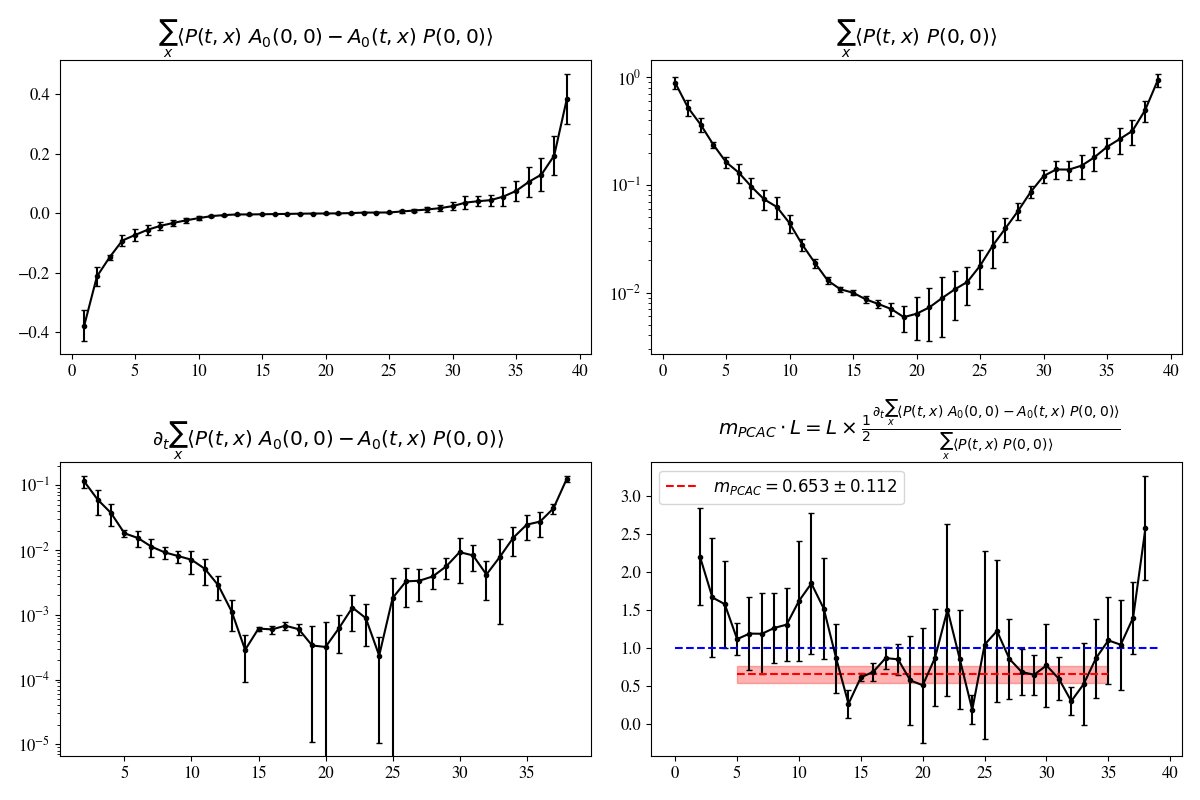 ∑ₓ⟨P(t, x) A₀(0, 0) − A₀(t, x) P(0, 0)⟩
0.4
0.2
0.0
−0.2
−0.4
0 5 10 15 20 25 30 35 40
∑ₓ⟨P(t, x) P(0, 0)⟩
10⁰
10⁻¹
10⁻²
0 5 10 15 20 25 30 35 40
∂ₜ∑ₓ⟨P(t, x) A₀(0, 0) − A₀(t, x) P(0, 0)⟩
10⁻¹
10⁻²
10⁻³
10⁻⁴
10⁻⁵
5 10 15 20 25 30 35
m_PCAC · L = L × 1/2 ∂ₜ∑ₓ⟨P(t, x) A₀(0, 0) − A₀(t, x) P(0, 0)⟩ / ∑ₓ⟨P(t, x) P(0, 0)⟩
m_PCAC = 0.653 ± 0.112
3.0
2.5
2.0
1.5
1.0
0.5
0.0
0 5 10 15 20 25 30 35 40